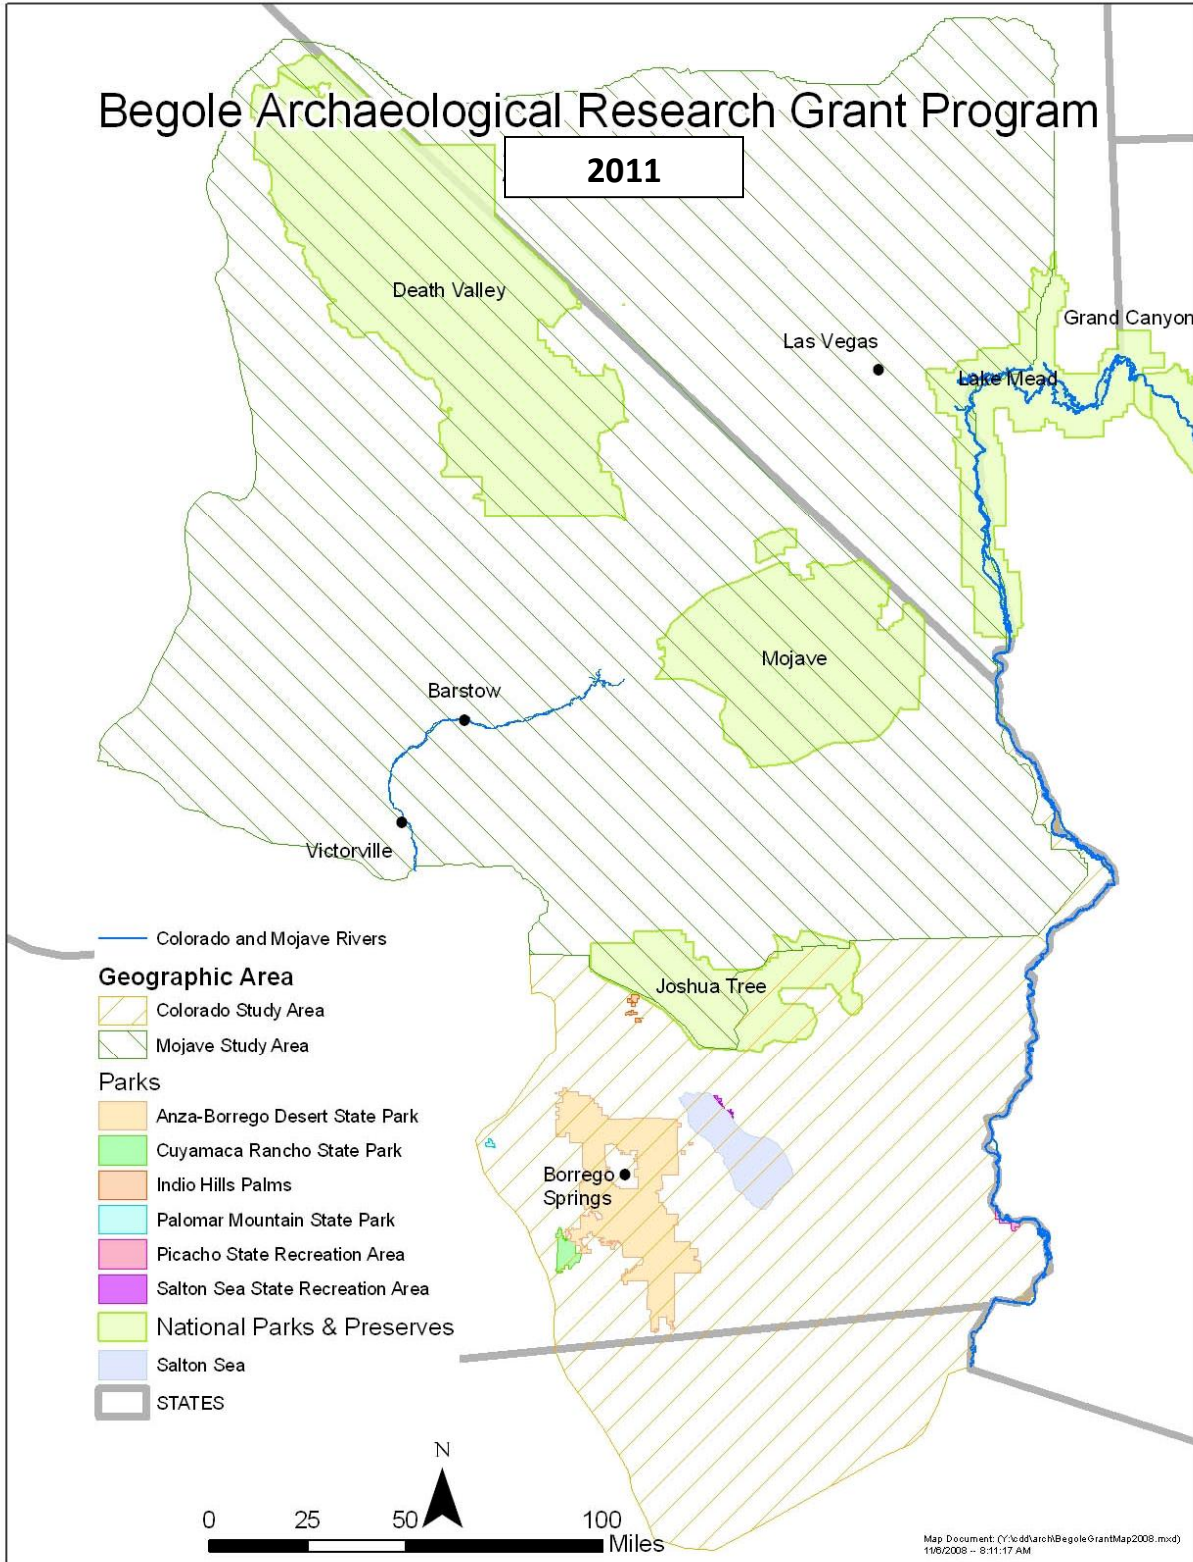 Begole Archaeological Research Grant Program
2011
Death Valley
Las Vegas
Grand Canyon
Lake Mead
Mojave
Barstow
Victorville
Joshua Tree
Borrego
Springs
Colorado and Mojave Rivers
Geographic Area
Colorado Study Area
Mojave Study Area
Parks
Anza-Borrego Desert State Park
Cuyamaca Rancho State Park
Indio Hills Palms
Palomar Mountain State Park
Picacho State Recreation Area
Salton Sea State Recreation Area
National Parks & Preserves
Salton Sea
STATES
N
0 25 50 100
Miles
Map Document: (Y:\cdd\arch\BegoleGrantMap2008.mxd)
11/6/2008 -- 8:11:17 AM